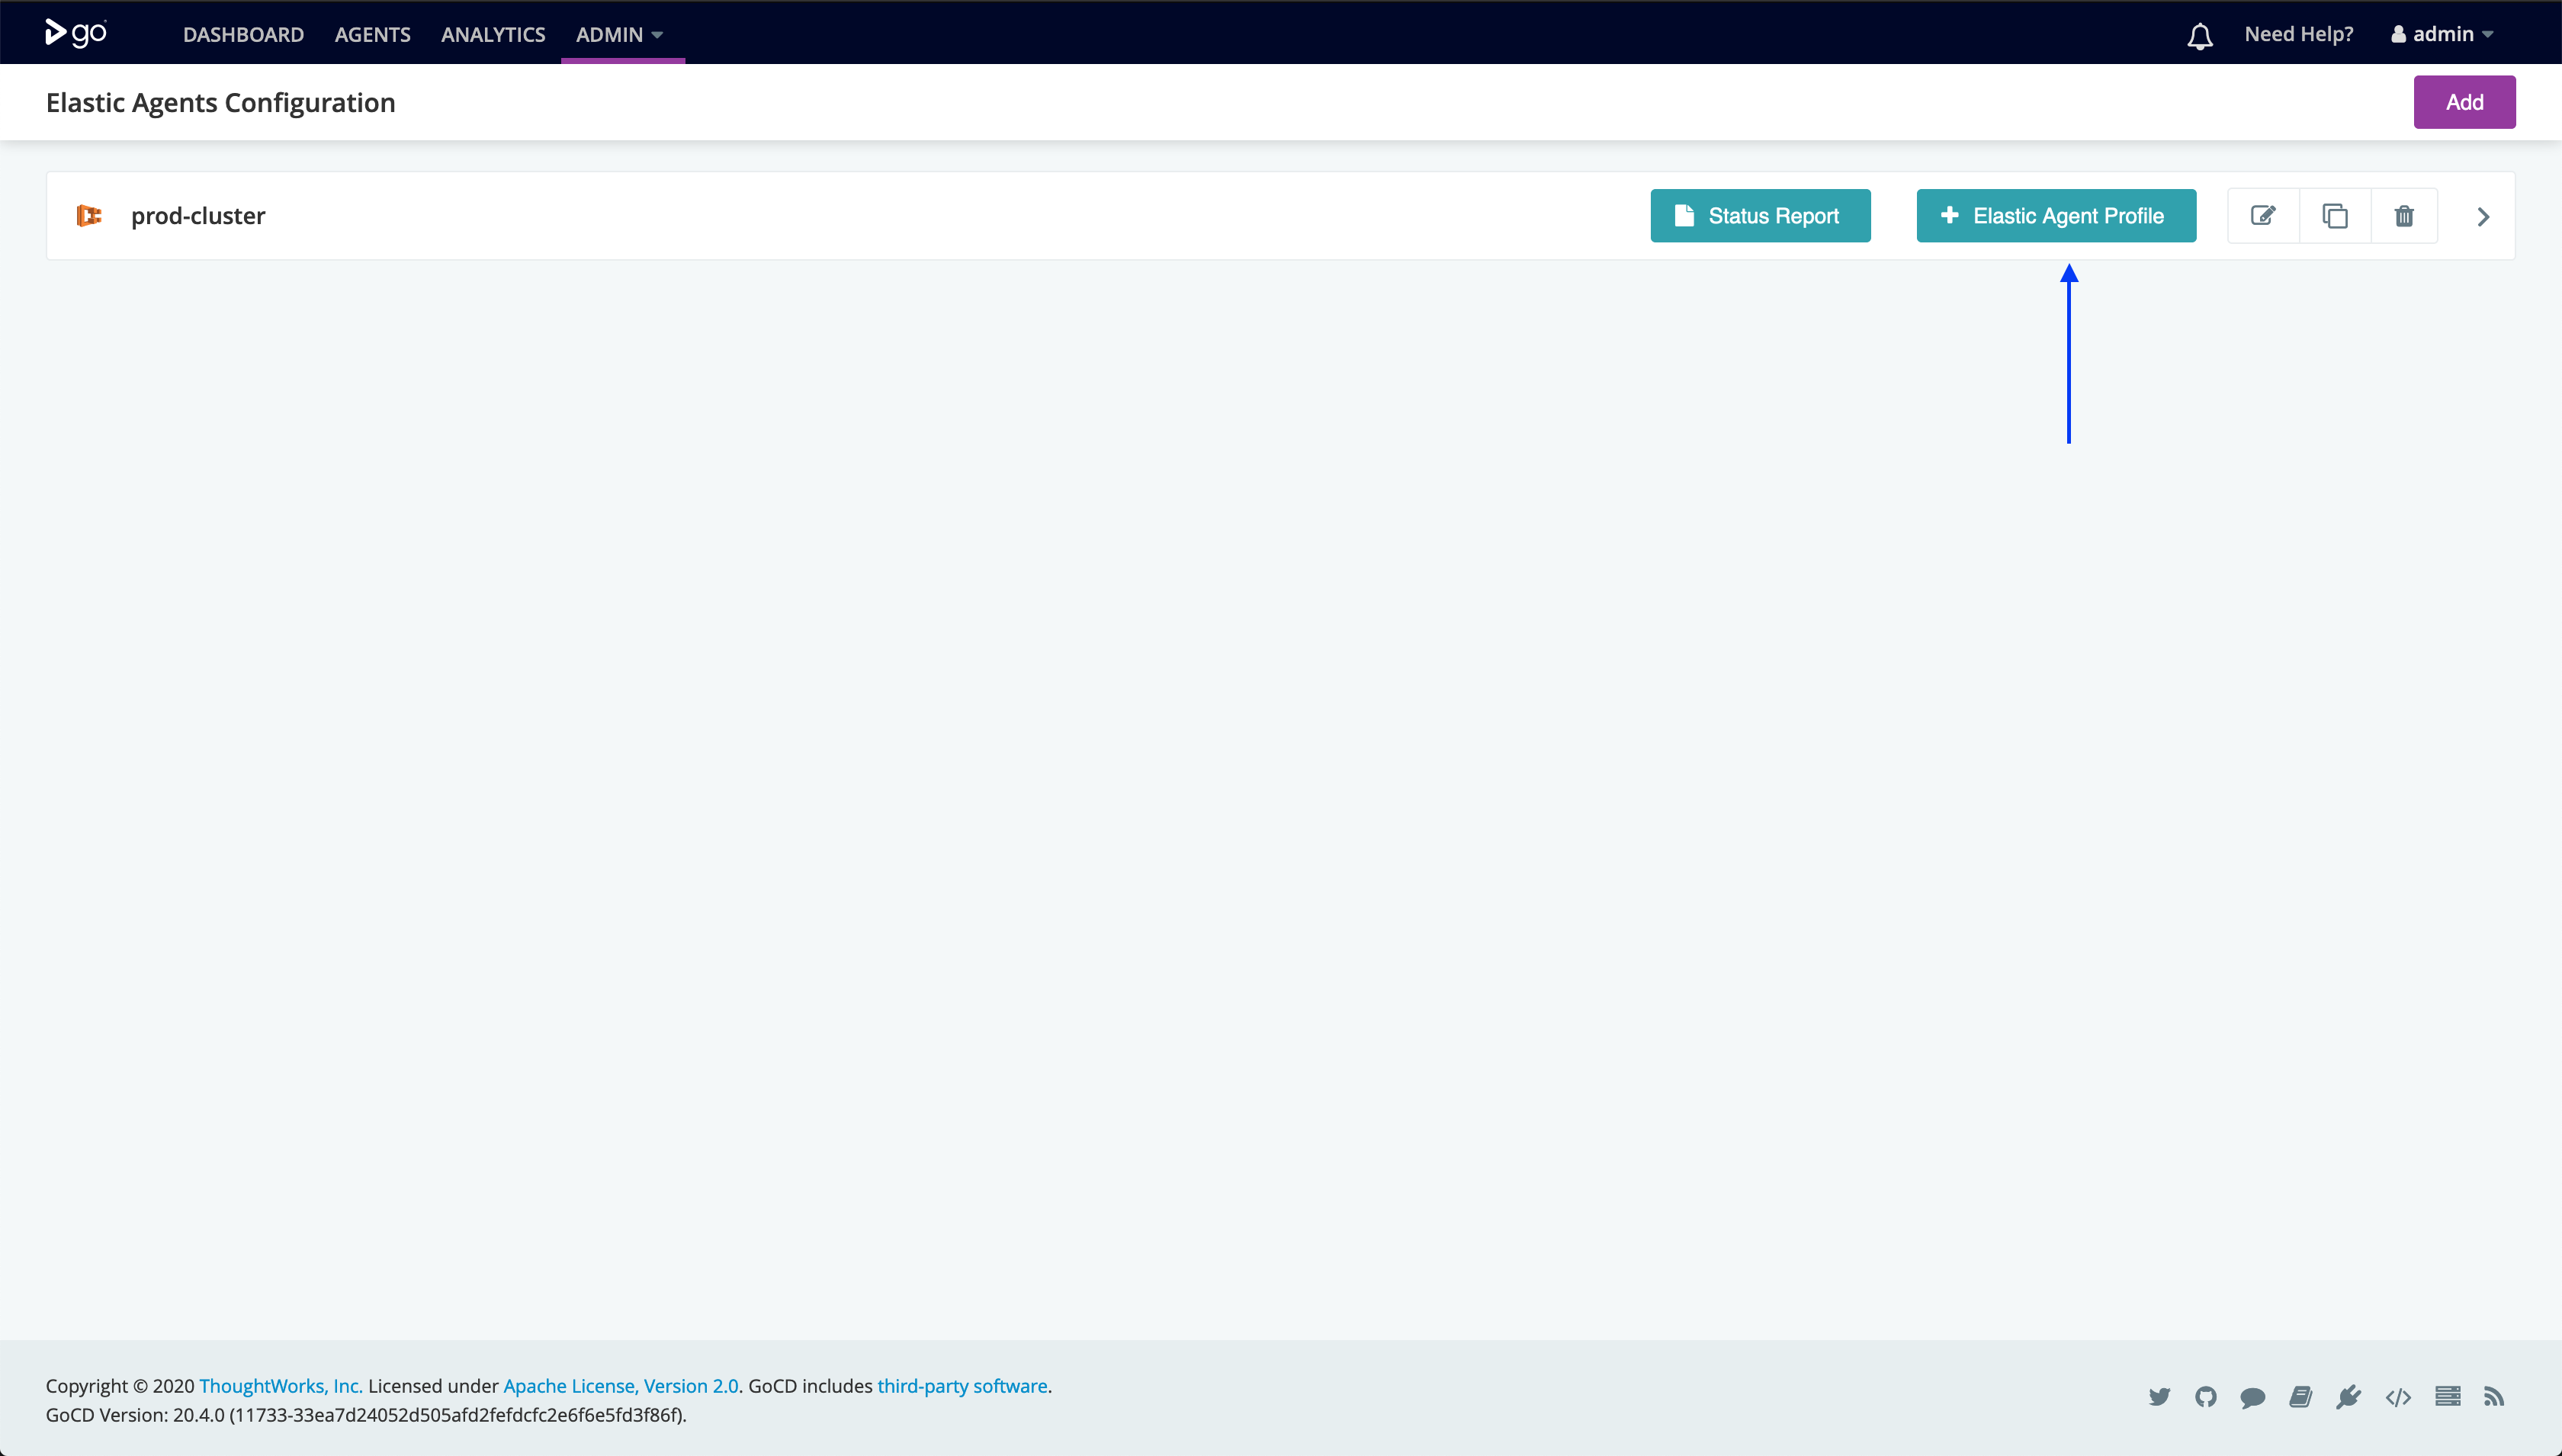 go DASHBOARD AGENTS ANALYTICS ADMIN Need Help? admin
Elastic Agents Configuration Add
prod-cluster Status Report Elastic Agent Profile
Copyright © 2020 ThoughtWorks, Inc. Licensed under Apache License, Version 2.0. GoCD includes third-party software.
GoCD Version: 20.4.0 (11733-33ea7d24052d505afd2fefdcfc2e6f6e5fd3f86f).